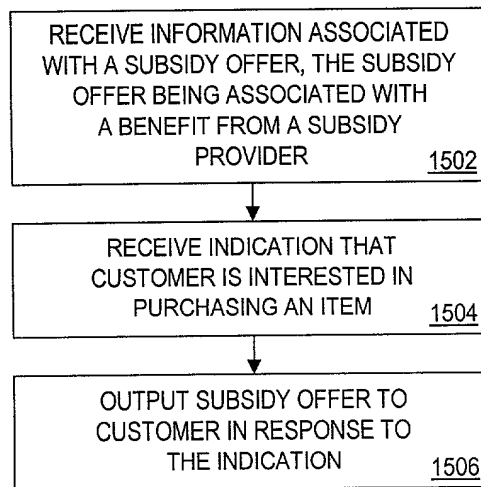 RECEIVE INFORMATION ASSOCIATED
WITH A SUBSIDY OFFER, THE SUBSIDY
OFFER BEING ASSOCIATED WITH
A BENEFIT FROM A SUBSIDY
PROVIDER
1502
RECEIVE INDICATION THAT
CUSTOMER IS INTERESTED IN
PURCHASING AN ITEM
1504
OUTPUT SUBSIDY OFFER TO
CUSTOMER IN RESPONSE TO
THE INDICATION
1506